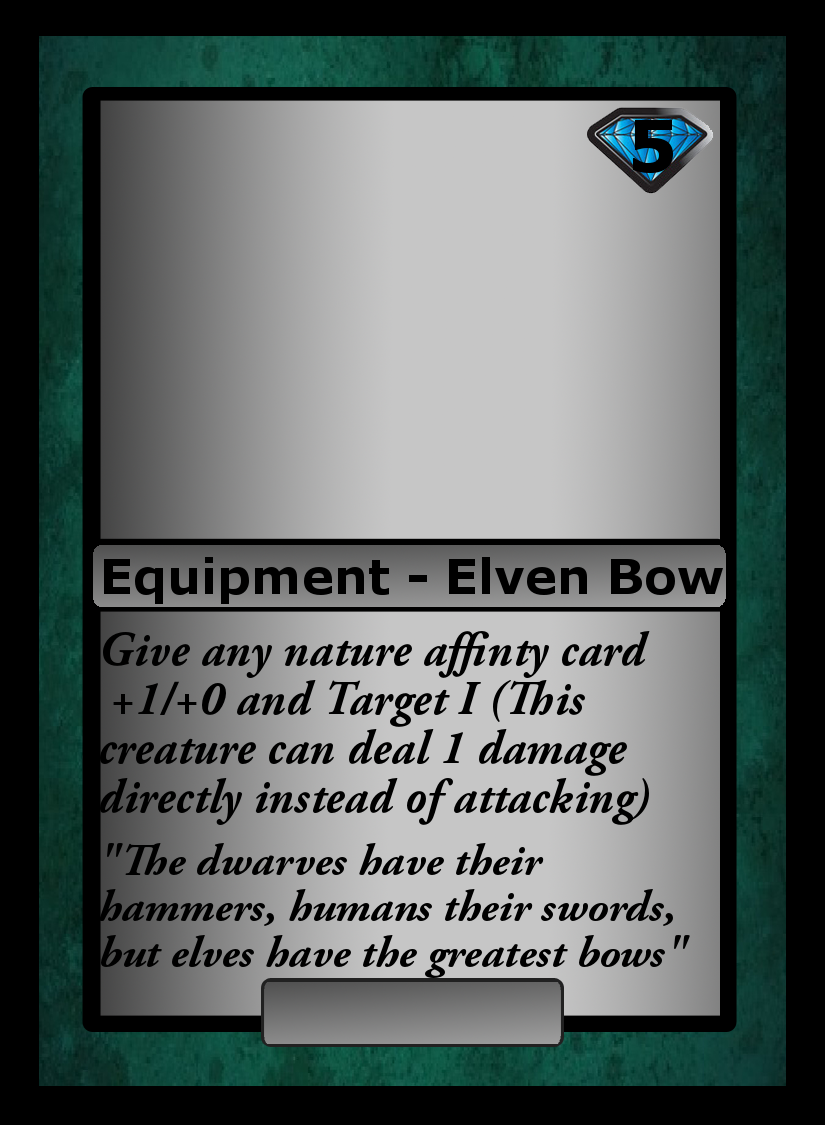 5
Equipment - Elven Bow
Give any nature affinty card
+1/+0 and Target I (This
creature can deal 1 damage
directly instead of attacking)
"The dwarves have their
hammers, humans their swords,
but elves have the greatest bows"